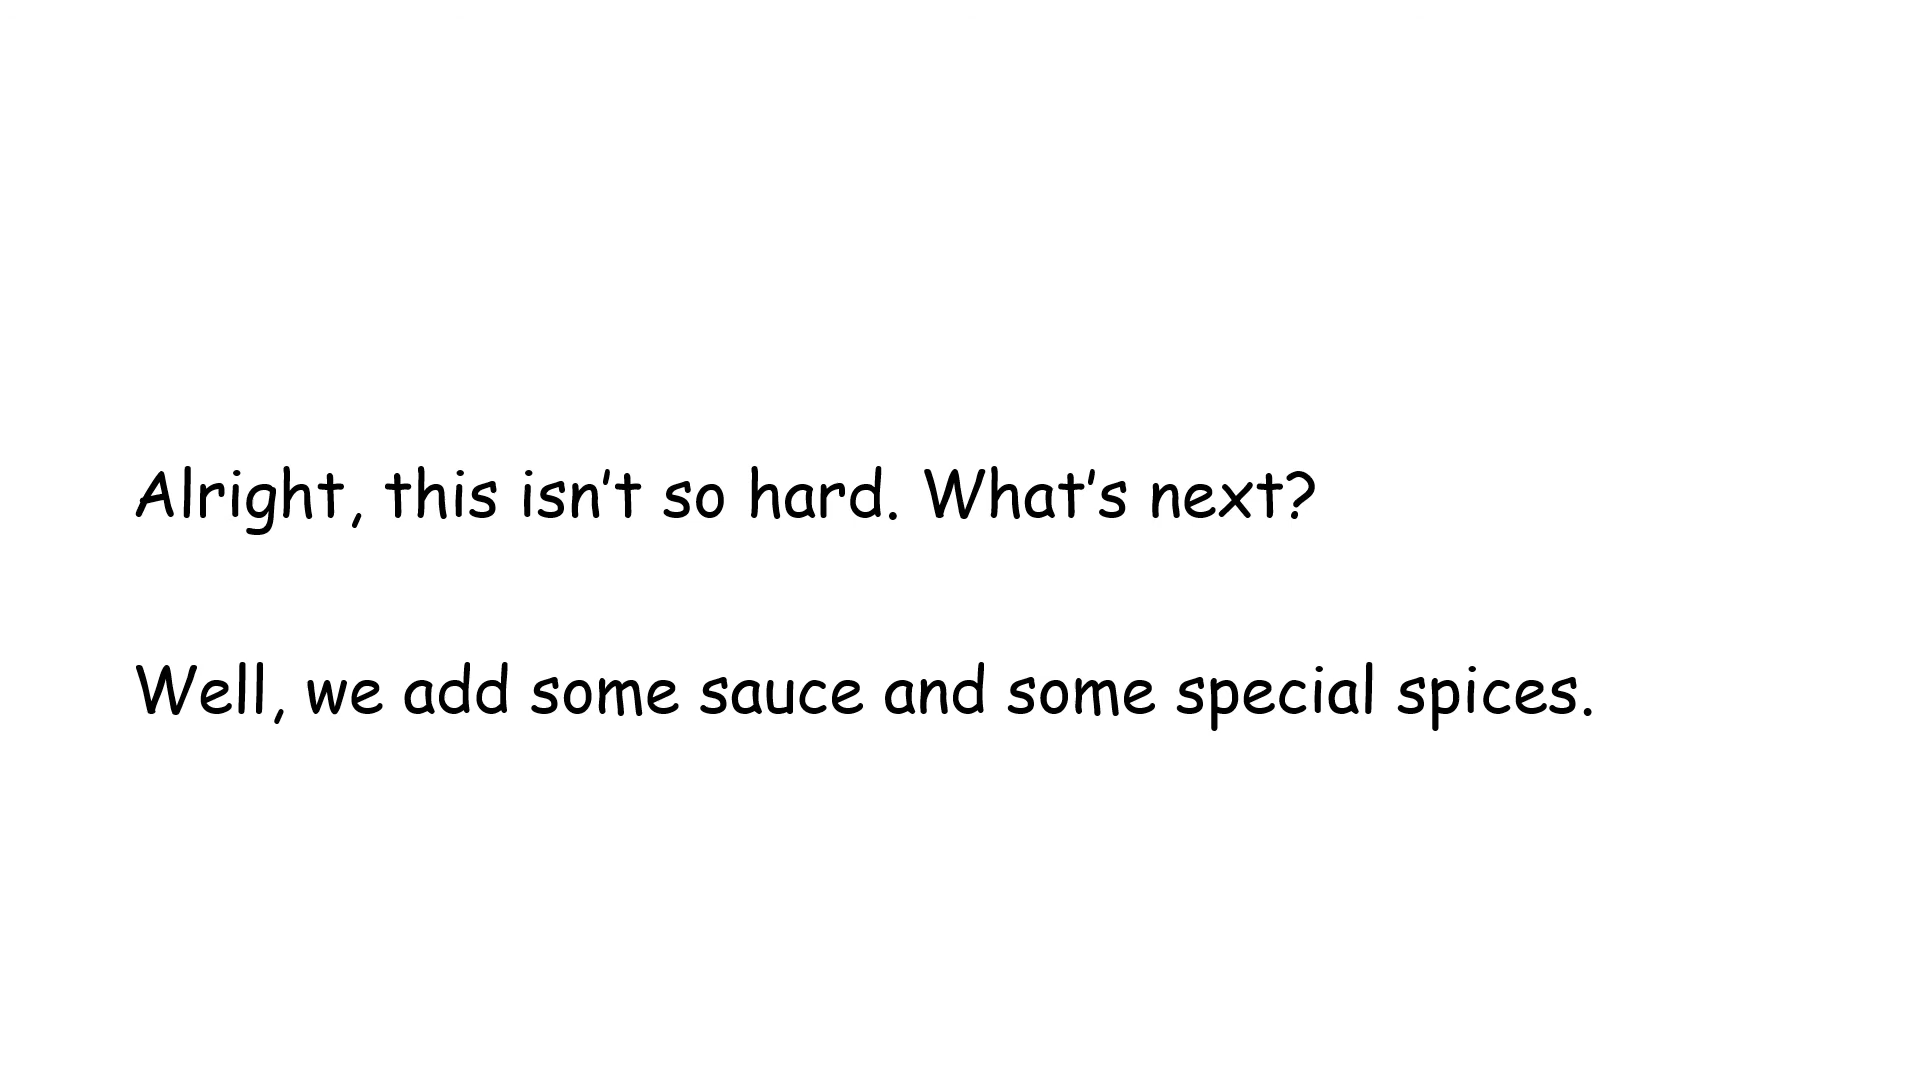 Alright, this isn’t so hard. What’s next?
Well, we add some sauce and some special spices.